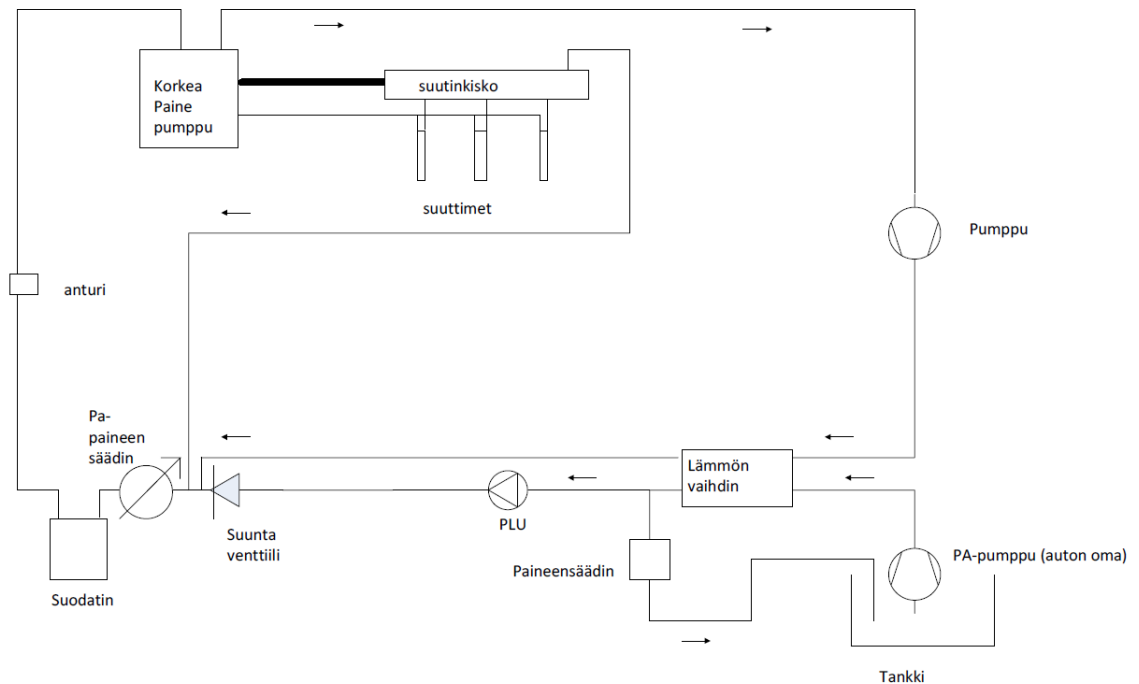 Korkea
Paine
pumppu
suutinkisko
suuttimet
Pumppu
anturi
Pa-
paineen
säädin
Lämmön
vaihdin
PLU
Suunta
venttiili
Paineensäädin
PA-pumppu (auton oma)
Suodatin
Tankki